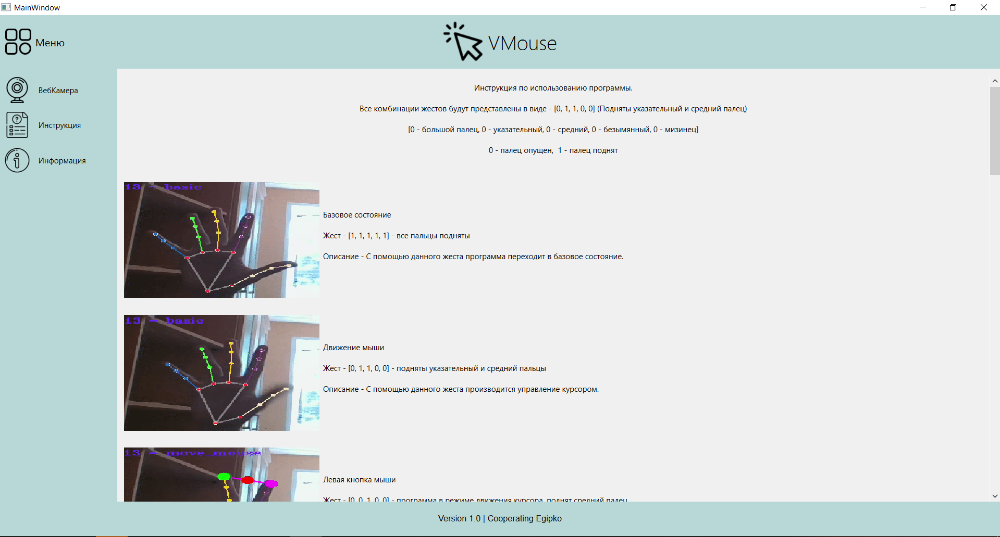 MainWindow
Меню
VMouse
ВебКамера
Инструкция
Информация
Инструкция по использованию программы.
Все комбинации жестов будут представлены в виде - [0, 1, 1, 0, 0] (Подняты указательный и средний палец)
[0 - большой палец, 0 - указательный, 0 - средний, 0 - безымянный, 0 - мизинец]
0 - палец опущен,  1 - палец поднят
13 - basic
Базовое состояние
Жест - [1, 1, 1, 1, 1] - все пальцы подняты
Описание - С помощью данного жеста программа переходит в базовое состояние.
13 - basic
Движение мыши
Жест - [0, 1, 1, 0, 0] - подняты указательный и средний пальцы
Описание - С помощью данного жеста производится управление курсором.
13 - move_mouse
Левая кнопка мыши
Жест - [0, 0, 1, 0, 0] - программа в режиме движения курсора, поднят средний палец
Version 1.0 | Cooperating Egipko